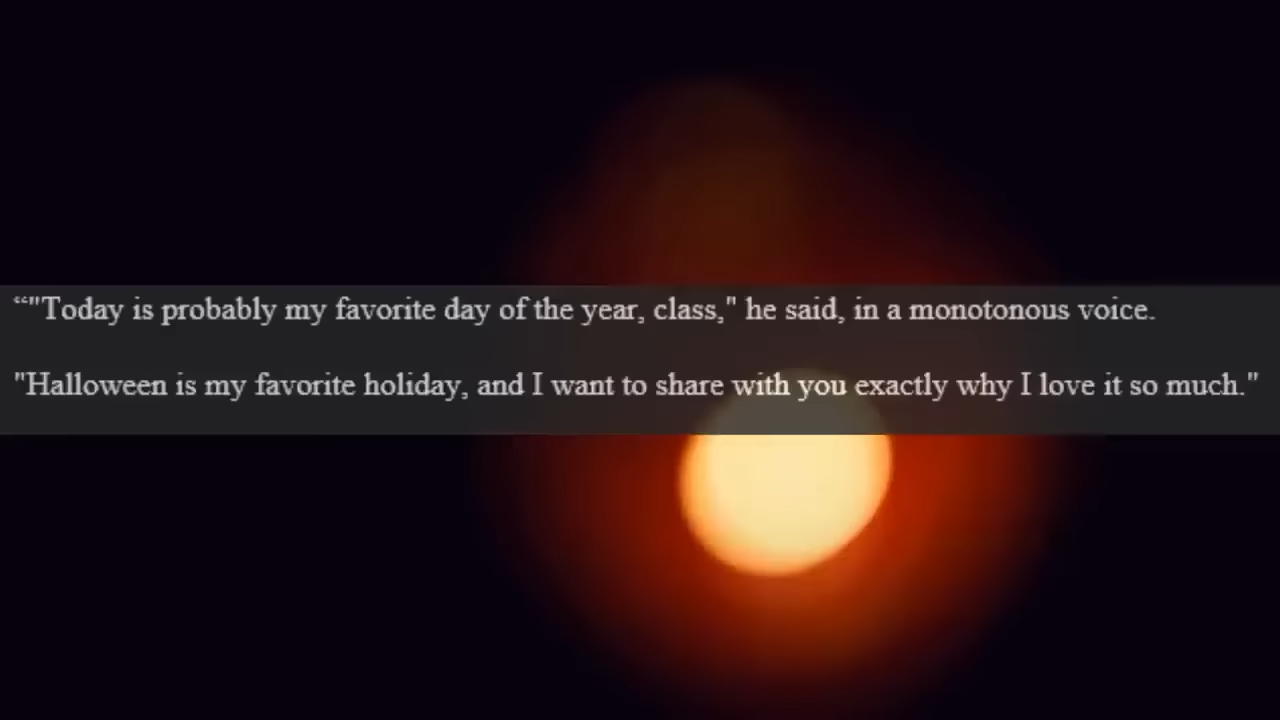 “"Today is probably my favorite day of the year, class," he said, in a monotonous voice.
"Halloween is my favorite holiday, and I want to share with you exactly why I love it so much."